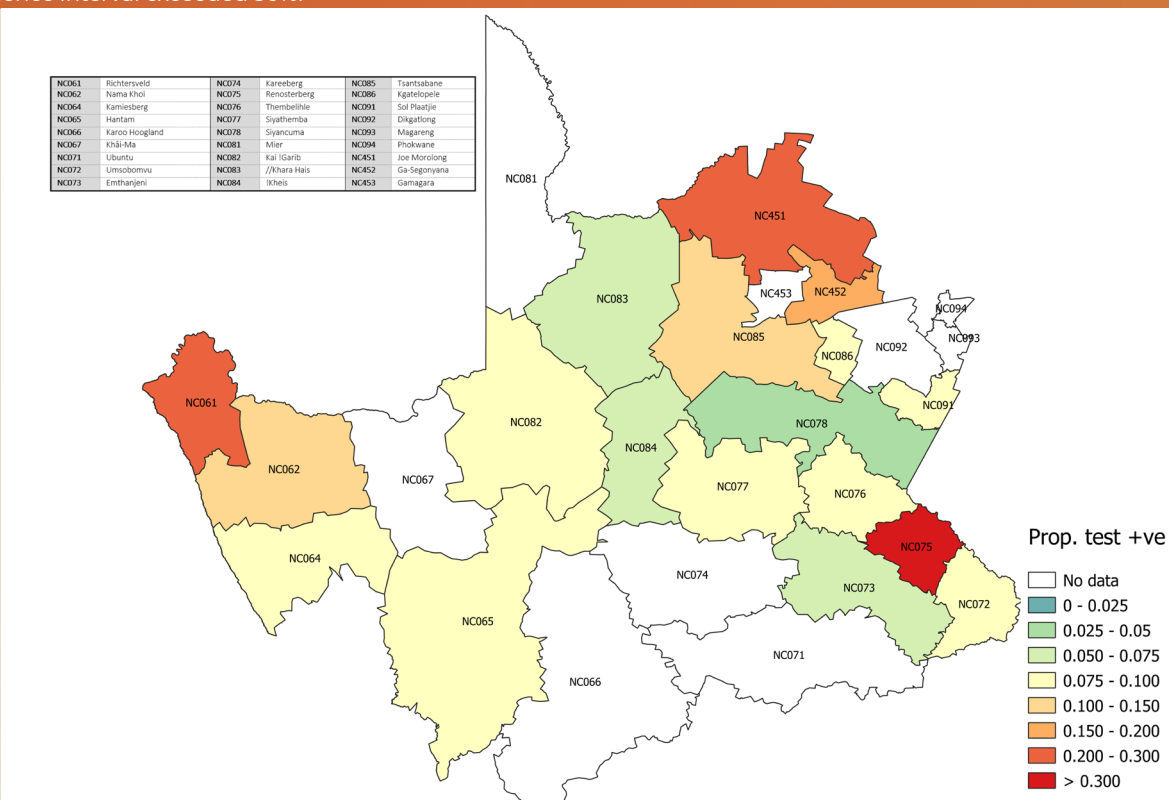 NC061 Richtersveld NC074 Kareeberg NC085 Tsantsabane
NC062 Nama Khoi NC075 Renosterberg NC086 Kgatelopele
NC064 Kamiesberg NC076 Thembelihle NC091 Sol Plaatjie
NC065 Hantam NC077 Siyathemba NC092 Dikgatlong
NC066 Karoo Hoogland NC078 Siyancuma NC093 Magareng
NC067 Khâi-Ma NC081 Mier NC094 Phokwane
NC071 Ubuntu NC082 Kai !Garib NC451 Joe Morolong
NC072 Umsobomvu NC083 //Khara Hais NC452 Ga-Segonyana
NC073 Emthanjeni NC084 !Kheis NC453 Gamagara
NC081
NC451
NC083
NC453
NC452
NC094
NC085
NC093
NC086
NC092
NC061
NC091
NC082
NC078
NC084
NC062
NC067
NC077
NC076
NC064
NC075
NC074
NC073
NC072
NC065
NC071
NC066
Prop. test +ve
No data
0 - 0.025
0.025 - 0.05
0.050 - 0.075
0.075 - 0.100
0.100 - 0.150
0.150 - 0.200
0.200 - 0.300
> 0.300